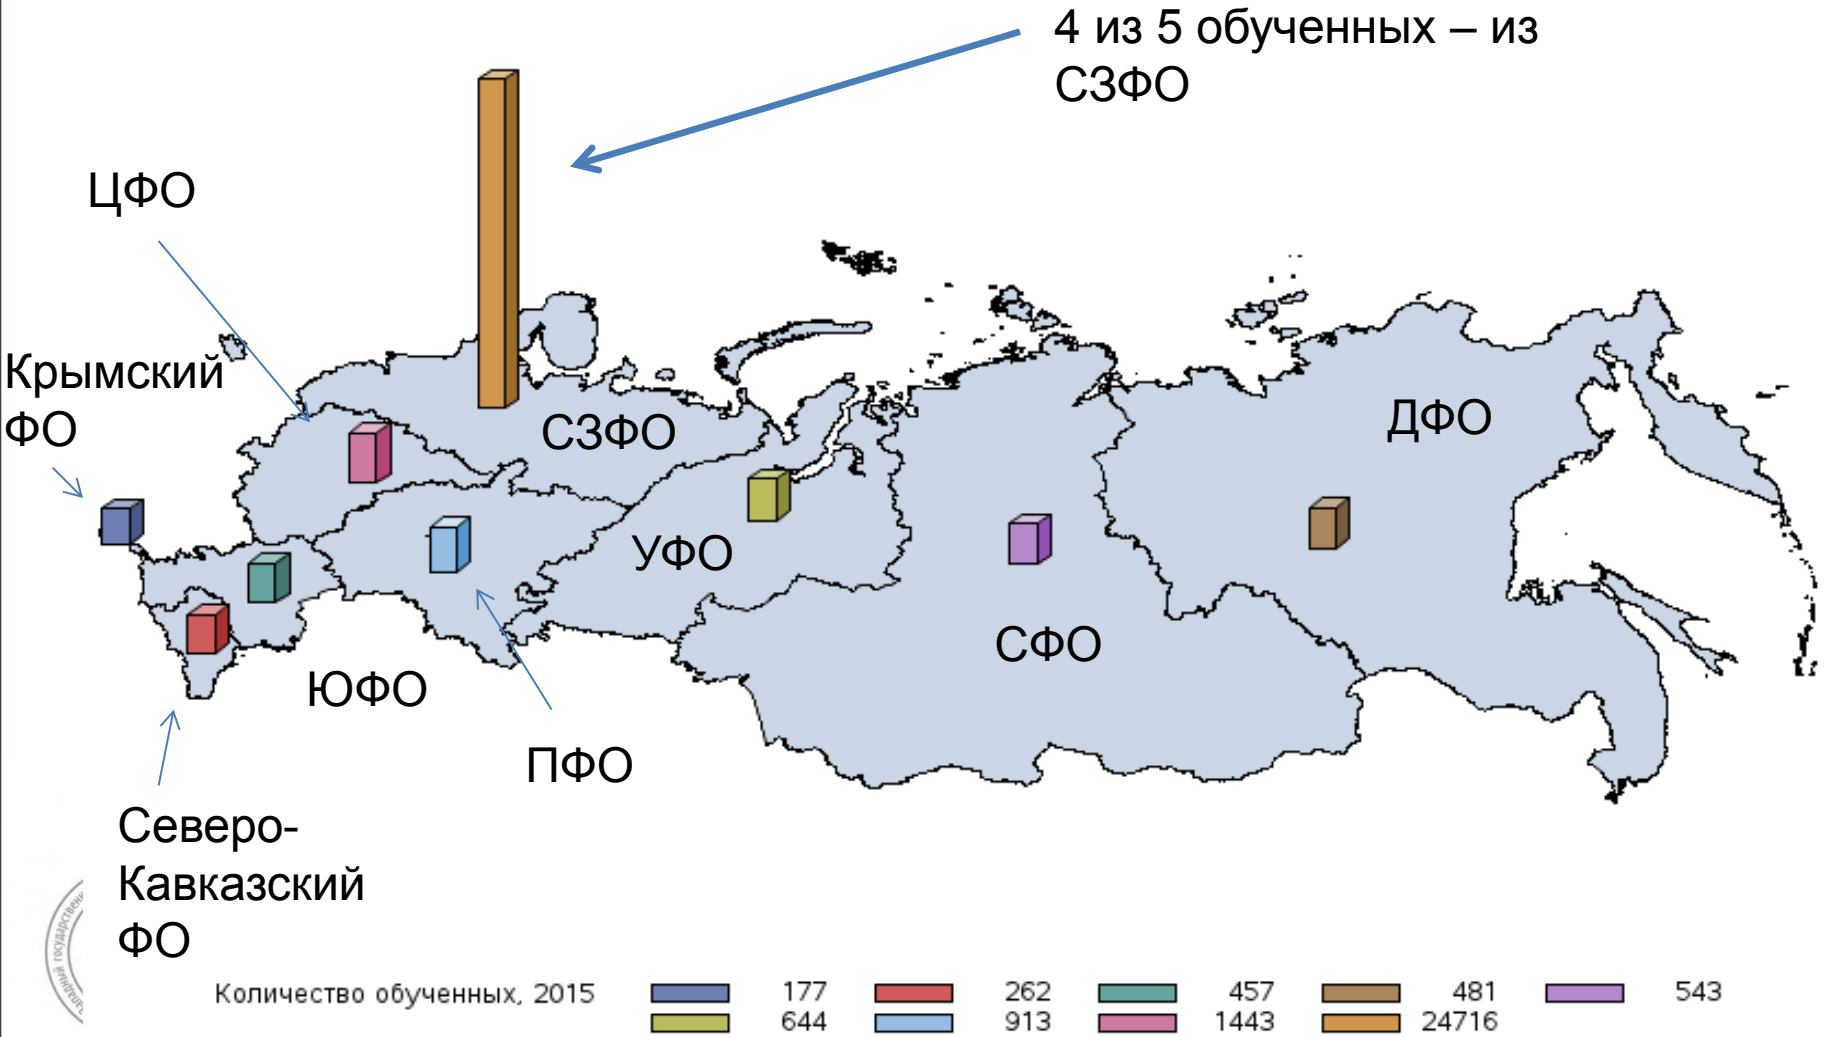 4 из 5 обученных – из
СЗФО
ЦФО
Крымский
ФО
СЗФО
ДФО
УФО
СФО
ЮФО
ПФО
Северо-
Кавказский
ФО
Количество обученных, 2015
177
262
457
481
543
644
913
1443
24716